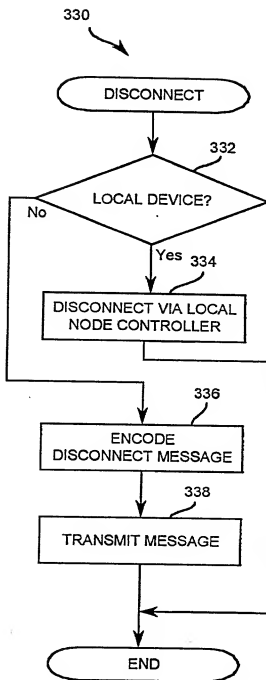 330
DISCONNECT
332
LOCAL DEVICE?
No
Yes
334
DISCONNECT VIA LOCAL
NODE CONTROLLER
336
ENCODE
DISCONNECT MESSAGE
338
TRANSMIT MESSAGE
END